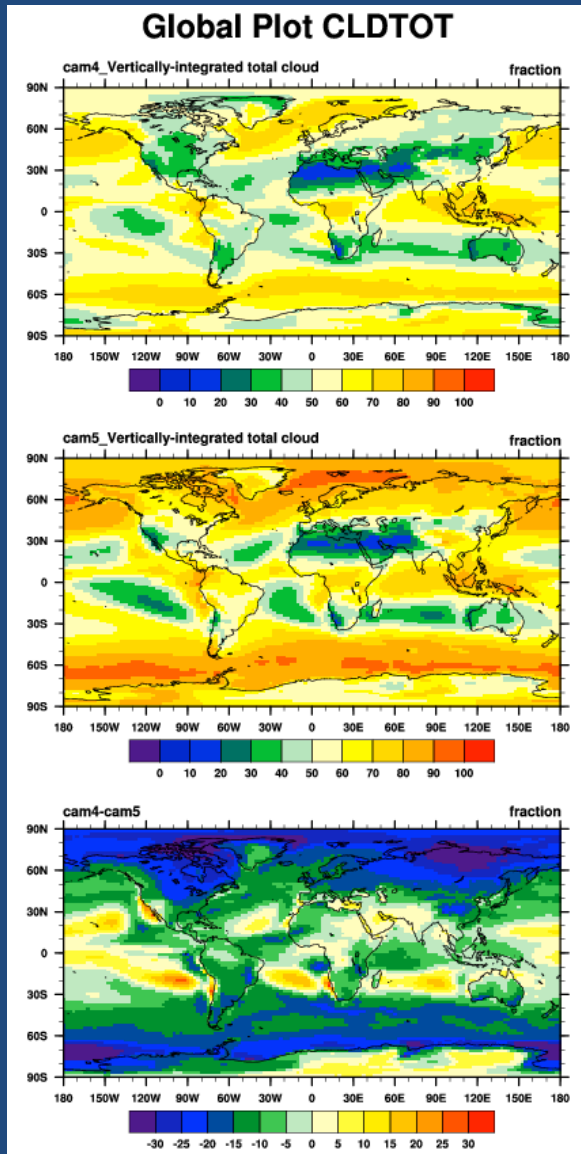 Global Plot CLDTOT
cam4_Vertically-integrated total cloud fraction
90N
60N
30N
0
30S
60S
90S
180 150W 120W 90W 60W 30W 0 30E 60E 90E 120E 150E 180
0 10 20 30 40 50 60 70 80 90 100
cam5_Vertically-integrated total cloud fraction
90N
60N
30N
0
30S
60S
90S
180 150W 120W 90W 60W 30W 0 30E 60E 90E 120E 150E 180
0 10 20 30 40 50 60 70 80 90 100
cam4-cam5 fraction
90N
60N
30N
0
30S
60S
90S
180 150W 120W 90W 60W 30W 0 30E 60E 90E 120E 150E 180
-30 -25 -20 -15 -10 -5 0 5 10 15 20 25 30